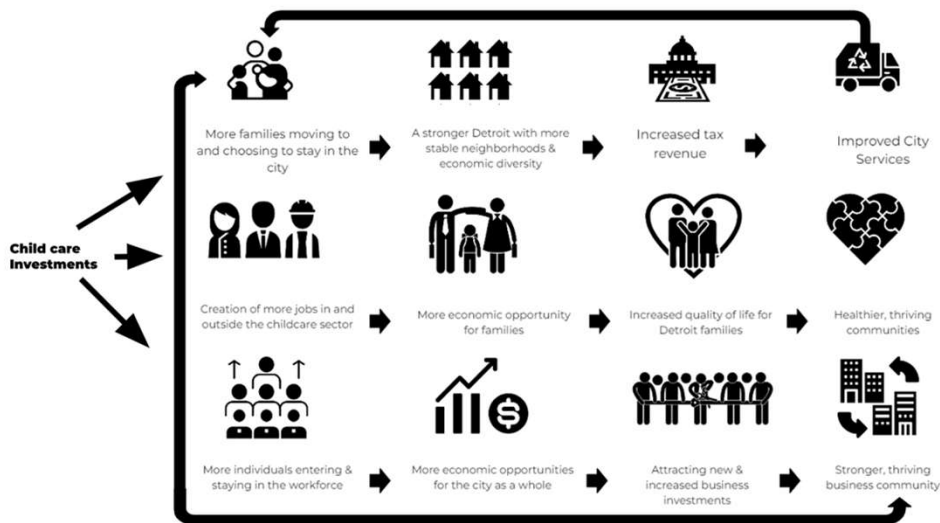 More families moving to
and choosing to stay in the
city
A stronger Detroit with more
stable neighborhoods &
economic diversity
Increased tax
revenue
Improved City
Services
Child care
Investments
Creation of more jobs in and
outside the childcare sector
More economic opportunity
for families
Increased quality of life for
Detroit families
Healthier, thriving
communities
More individuals entering &
staying in the workforce
More economic opportunities
for the city as a whole
Attracting new &
increased business
investments
Stronger, thriving
business community